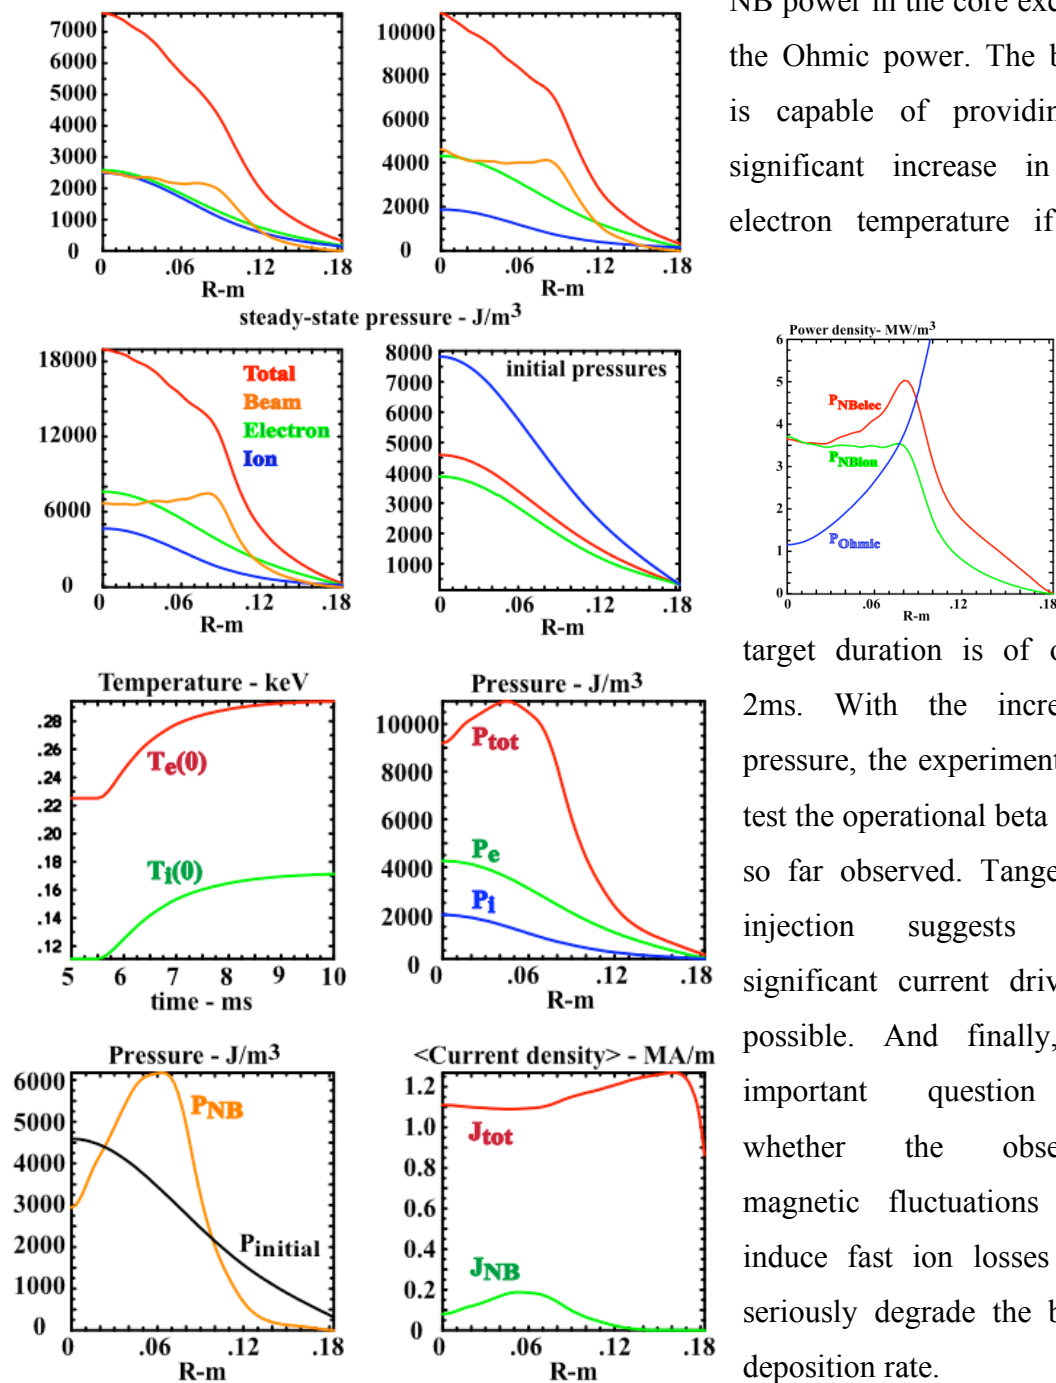 NB power in the core
the Ohmic power. The
is capable of
significant increase in
electron temperature if
7000
6000
5000
4000
3000
2000
1000
0
0 .06 .12 .18
R-m
10000
8000
6000
4000
2000
0
0 .06 .12 .18
R-m
steady-state pressure - J/m3
18000
12000
6000
0
Total
Beam
Electron
Ion
0 .06 .12 .18
R-m
8000
7000
6000
5000
4000
3000
2000
1000
initial pressures
0 .06 .12 .18
R-m
Power density- MW/m3
6
5
4
3
2
1
0
PNBelec
PNBion
POhmic
0 .06 .12 .18
R-m
Temperature - keV
.28
.26
.24
.22
.20
.18
.16
.14
.12
Te(0)
Ti(0)
5 6 7 8 9 10
time - ms
Pressure - J/m3
10000
8000
6000
4000
2000
0
Ptot
Pe
Pi
0 .06 .12 .18
R-m
Pressure - J/m3
6000
5000
4000
3000
2000
1000
0
PNB
Pinitial
0 .06 .12 .18
R-m
<Current density> - MA/m
1.2
1.0
0.8
0.6
0.4
0.2
0
Jtot
JNB
0 .06 .12 .18
R-m
target duration is of
2ms. With the
pressure, the experiment
test the operational beta
so far observed.
injection suggests
significant current
possible. And finally,
important question
whether the
magnetic fluctuations
induce fast ion losses
seriously degrade the
deposition rate.